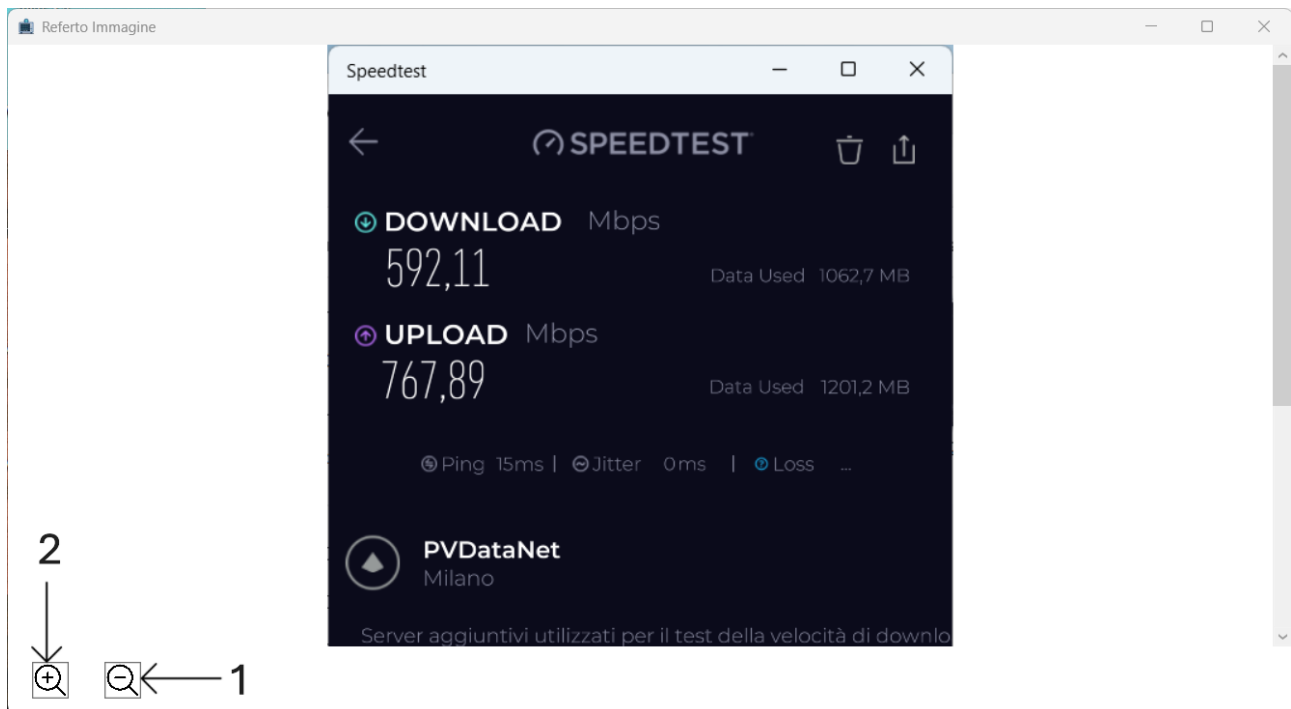 Referto Immagine
Speedtest
SPEEDTEST
DOWNLOAD Mbps
592,11
Data Used 1062,7 MB
UPLOAD Mbps
767,89
Data Used 1201,2 MB
Ping 15ms | Jitter 0ms | Loss ...
PVDataNet
Milano
Server aggiuntivi utilizzati per il test della velocità di downlo
2
1